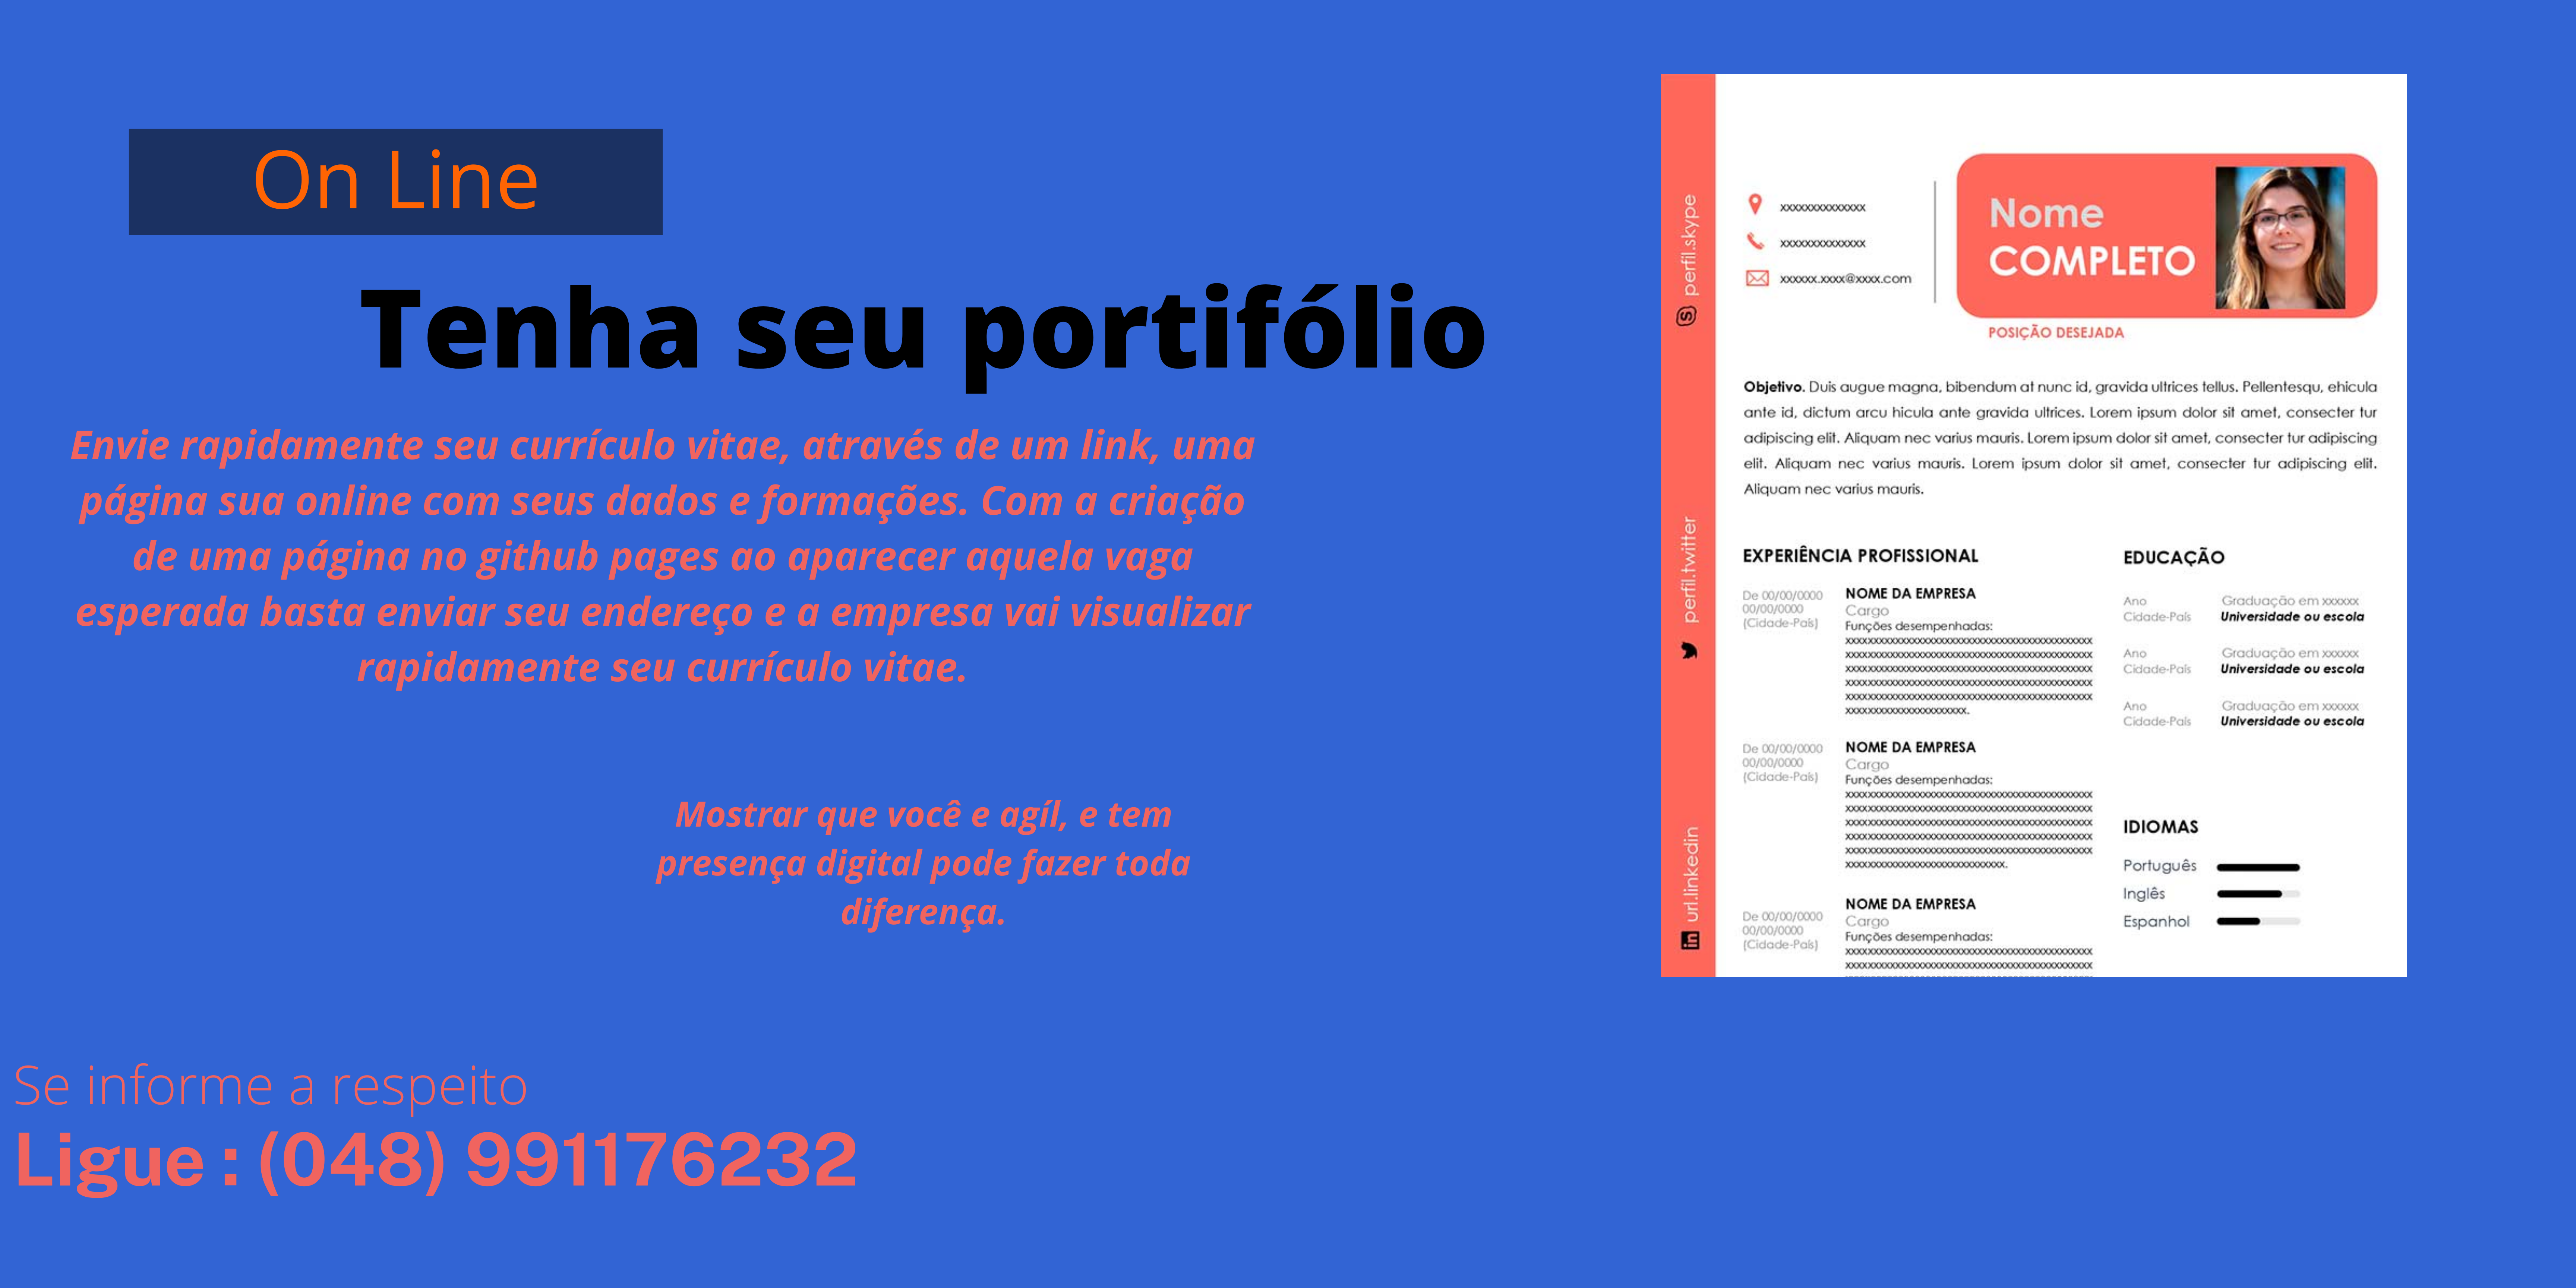 On Line
Tenha seu portifólio
Envie rapidamente seu currículo vitae, através de um link, uma
página sua online com seus dados e formações. Com a criação
de uma página no github pages ao aparecer aquela vaga
esperada basta enviar seu endereço e a empresa vai visualizar
rapidamente seu currículo vitae.
Mostrar que você e agíl, e tem
presença digital pode fazer toda
diferença.
Se informe a respeito
Ligue : (048) 991176232
perfil.skype
perfil.twitter
url.linkedin
xxxxxxxxxxxxxx
xxxxxxxxxxxxxx
xxxxxx.xxxx@xxxx.com
Nome
COMPLETO
POSIÇÃO DESEJADA
Objetivo. Duis augue magna, bibendum at nunc id, gravida ultrices tellus. Pellentesqu, ehicula
ante id, dictum arcu hicula ante gravida ultrices. Lorem ipsum dolor sit amet, consecter tur
adipiscing elit. Aliquam nec varius mauris. Lorem ipsum dolor sit amet, consecter tur adipiscing
elit. Aliquam nec varius mauris. Lorem ipsum dolor sit amet, consecter tur adipiscing elit.
Aliquam nec varius mauris.
EXPERIÊNCIA PROFISSIONAL
De 00/00/0000
00/00/0000
(Cidade-País)
NOME DA EMPRESA
Cargo
Funções desempenhadas:
De 00/00/0000
00/00/0000
(Cidade-País)
NOME DA EMPRESA
Cargo
Funções desempenhadas:
De 00/00/0000
00/00/0000
(Cidade-País)
NOME DA EMPRESA
Cargo
Funções desempenhadas:
EDUCAÇÃO
Ano Graduação em xxxxxx
Cidade-País Universidade ou escola
Ano Graduação em xxxxxx
Cidade-País Universidade ou escola
Ano Graduação em xxxxxx
Cidade-País Universidade ou escola
IDIOMAS
Português
Inglês
Espanhol